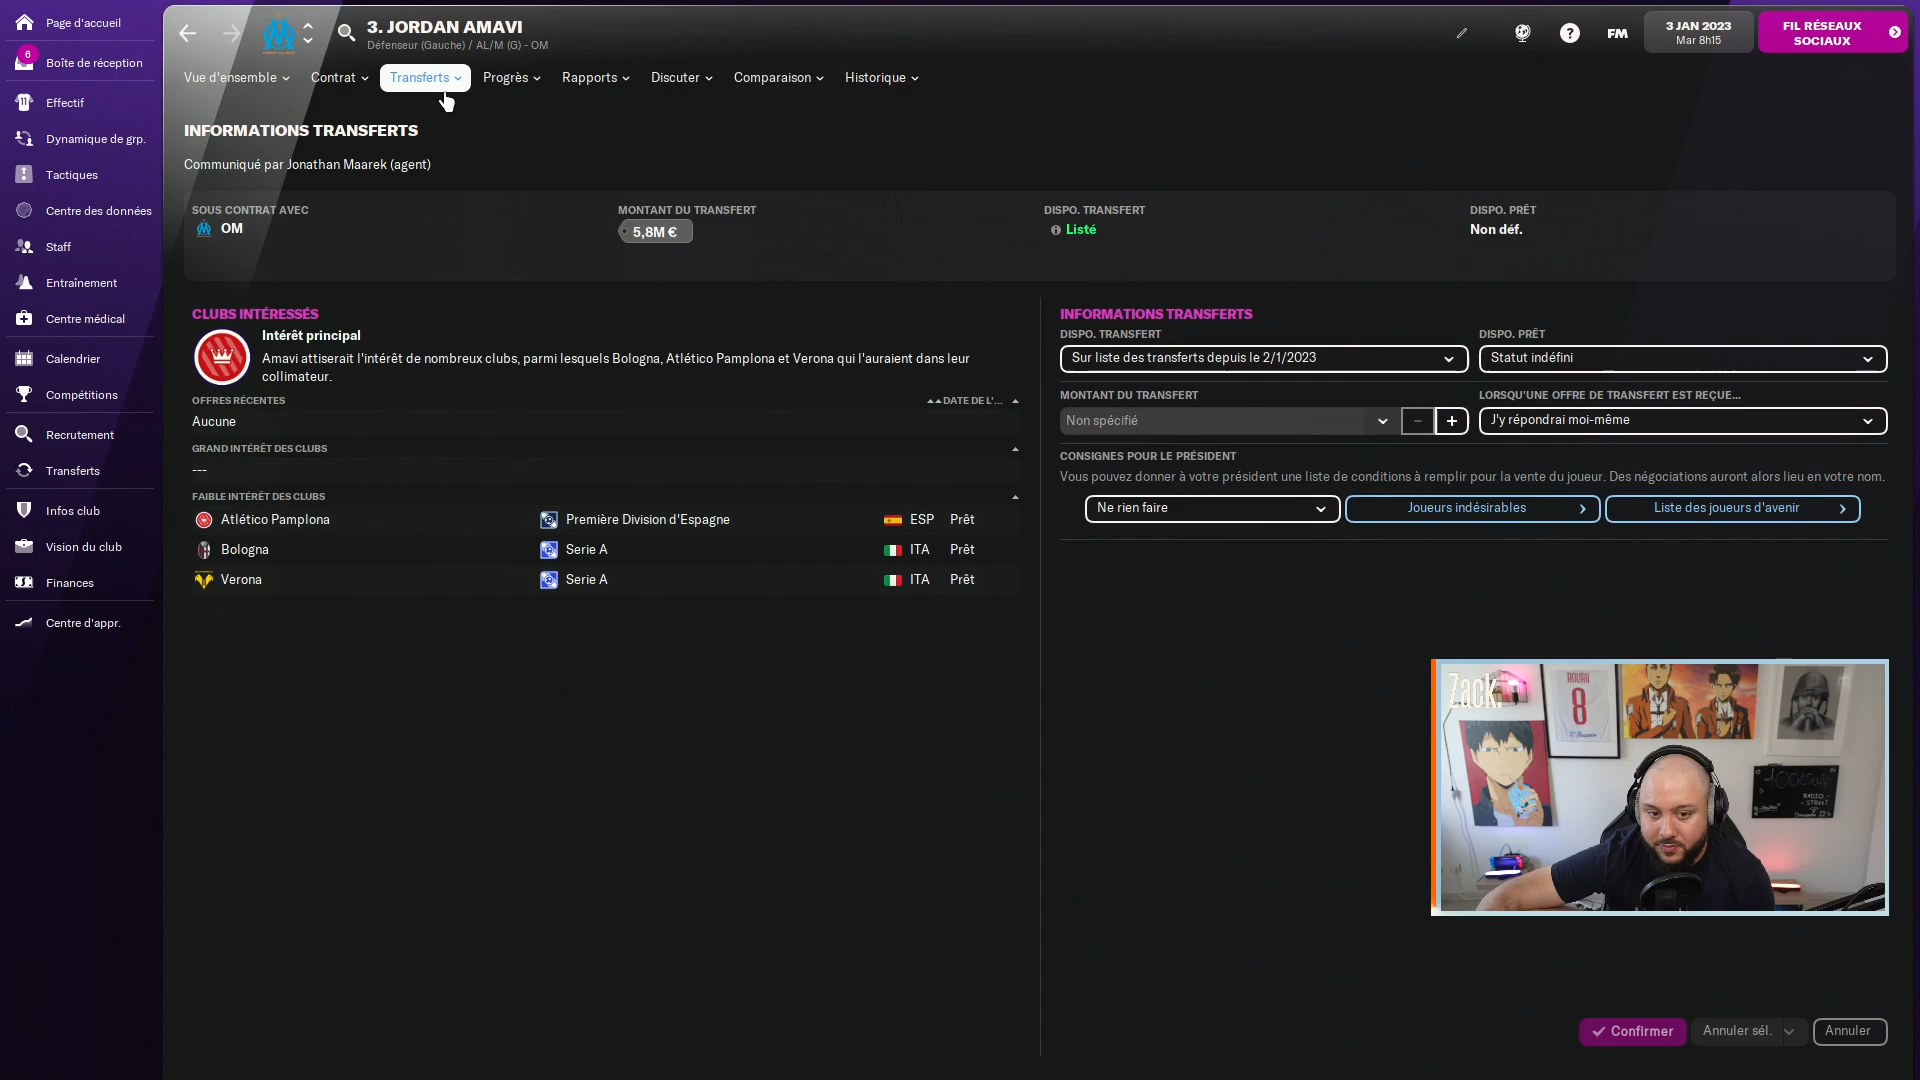 Page d'accueil
6
Boîte de réception
Effectif
Dynamique de grp.
Tactiques
Centre des données
Staff
Entraînement
Centre médical
Calendrier
Compétitions
Recrutement
Transferts
Infos club
Vision du club
Finances
Centre d'appr.
3. JORDAN AMAVI
Défenseur (Gauche) / AL/M (G) - OM
FM
3 JAN 2023
Mar 8h15
FIL RÉSEAUX
SOCIAUX
Vue d'ensemble
Contrat
Transferts
Progrès
Rapports
Discuter
Comparaison
Historique
INFORMATIONS TRANSFERTS
Communiqué par Jonathan Maarek (agent)
SOUS CONTRAT AVEC
OM
MONTANT DU TRANSFERT
5,8M €
DISPO. TRANSFERT
Listé
DISPO. PRÊT
Non déf.
CLUBS INTÉRESSÉS
Intérêt principal
Amavi attiserait l'intérêt de nombreux clubs, parmi lesquels Bologna, Atlético Pamplona et Verona qui l'auraient dans leur
collimateur.
OFFRES RÉCENTES
DATE DE L'...
Aucune
GRAND INTÉRÊT DES CLUBS
---
FAIBLE INTÉRÊT DES CLUBS
Atlético Pamplona Première Division d'Espagne ESP Prêt
Bologna Serie A ITA Prêt
Verona Serie A ITA Prêt
INFORMATIONS TRANSFERTS
DISPO. TRANSFERT
Sur liste des transferts depuis le 2/1/2023
DISPO. PRÊT
Statut indéfini
MONTANT DU TRANSFERT
Non spécifié
LORSQU'UNE OFFRE DE TRANSFERT EST REÇUE...
J'y répondrai moi-même
CONSIGNES POUR LE PRÉSIDENT
Vous pouvez donner à votre président une liste de conditions à remplir pour la vente du joueur. Des négociations auront alors lieu en votre nom.
Ne rien faire
Joueurs indésirables
Liste des joueurs d'avenir
Zack.
8
RADIO
STREET
Confirmer
Annuler sél.
Annuler